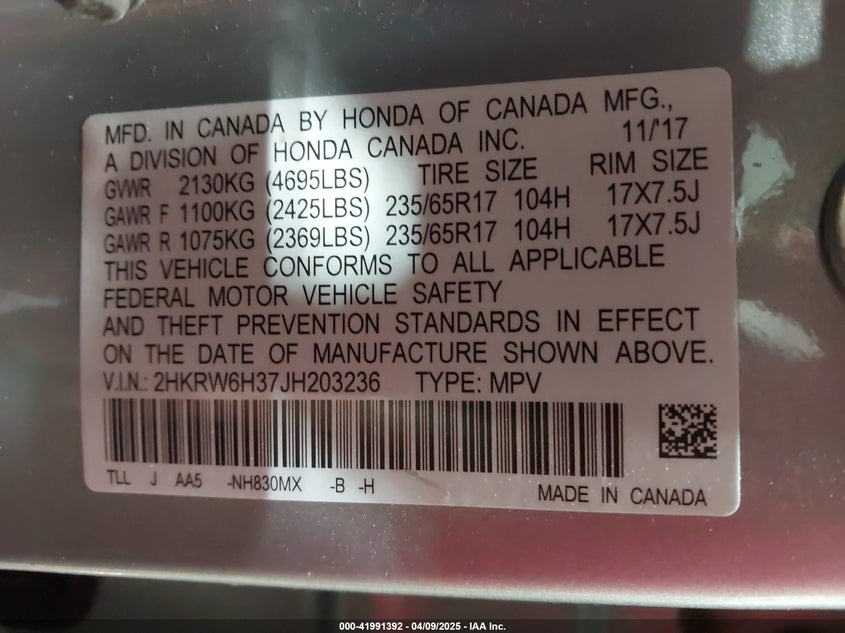 MFD. IN CANADA BY HONDA OF CANADA MFG.,
A DIVISION OF HONDA CANADA INC. 11/'17
GVWR 2130KG (4695LBS) TIRE SIZE RIM SIZE
GAWR F 1100KG (2425LBS) 235/65R17 104H 17X7.5J
GAWR R 1075KG (2369LBS) 235/65R17 104H 17X7.5J
THIS VEHICLE CONFORMS TO ALL APPLICABLE
FEDERAL MOTOR VEHICLE SAFETY
AND THEFT PREVENTION STANDARDS IN EFFECT
ON THE DATE OF MANUFACTURE SHOWN ABOVE.
V.I.N.: 2HKRW6H37JH203236 TYPE: MPV
TLL J AA5 -NH830MX -B -H MADE IN CANADA
000-41991392 - 04/09/2025 - IAA Inc.